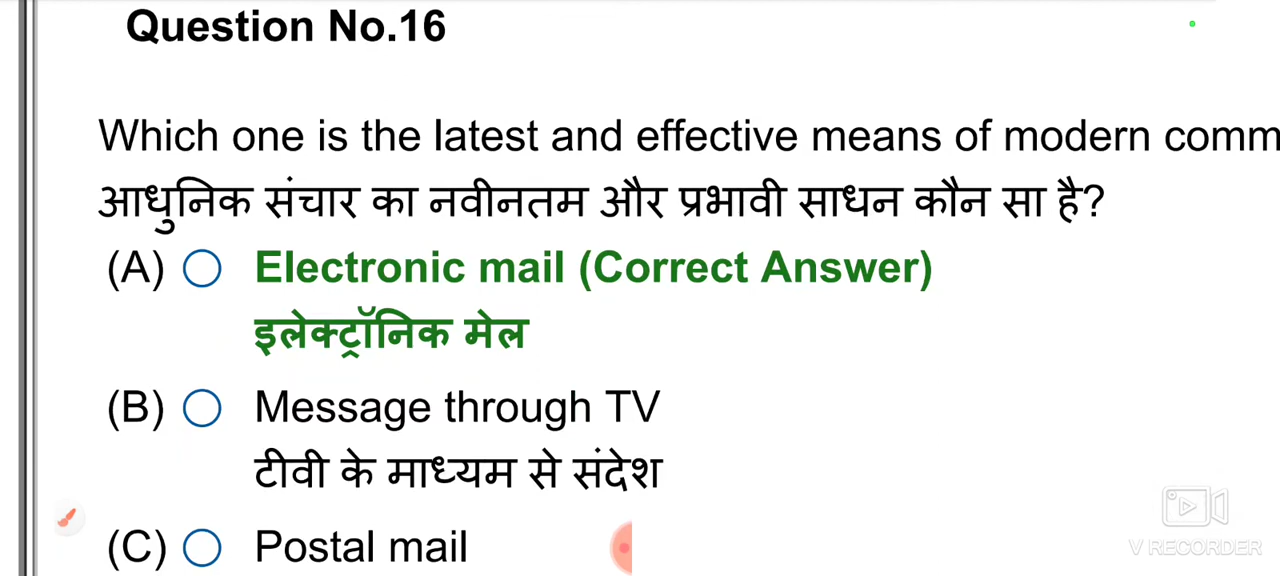 Question No.16
Which one is the latest and effective means of modern comm
आधुनिक संचार का नवीनतम और प्रभावी साधन कौन सा है?
(A) Electronic mail (Correct Answer)
इलेक्ट्रॉनिक मेल
(B) Message through TV
टीवी के माध्यम से संदेश
(C) Postal mail
V RECORDER